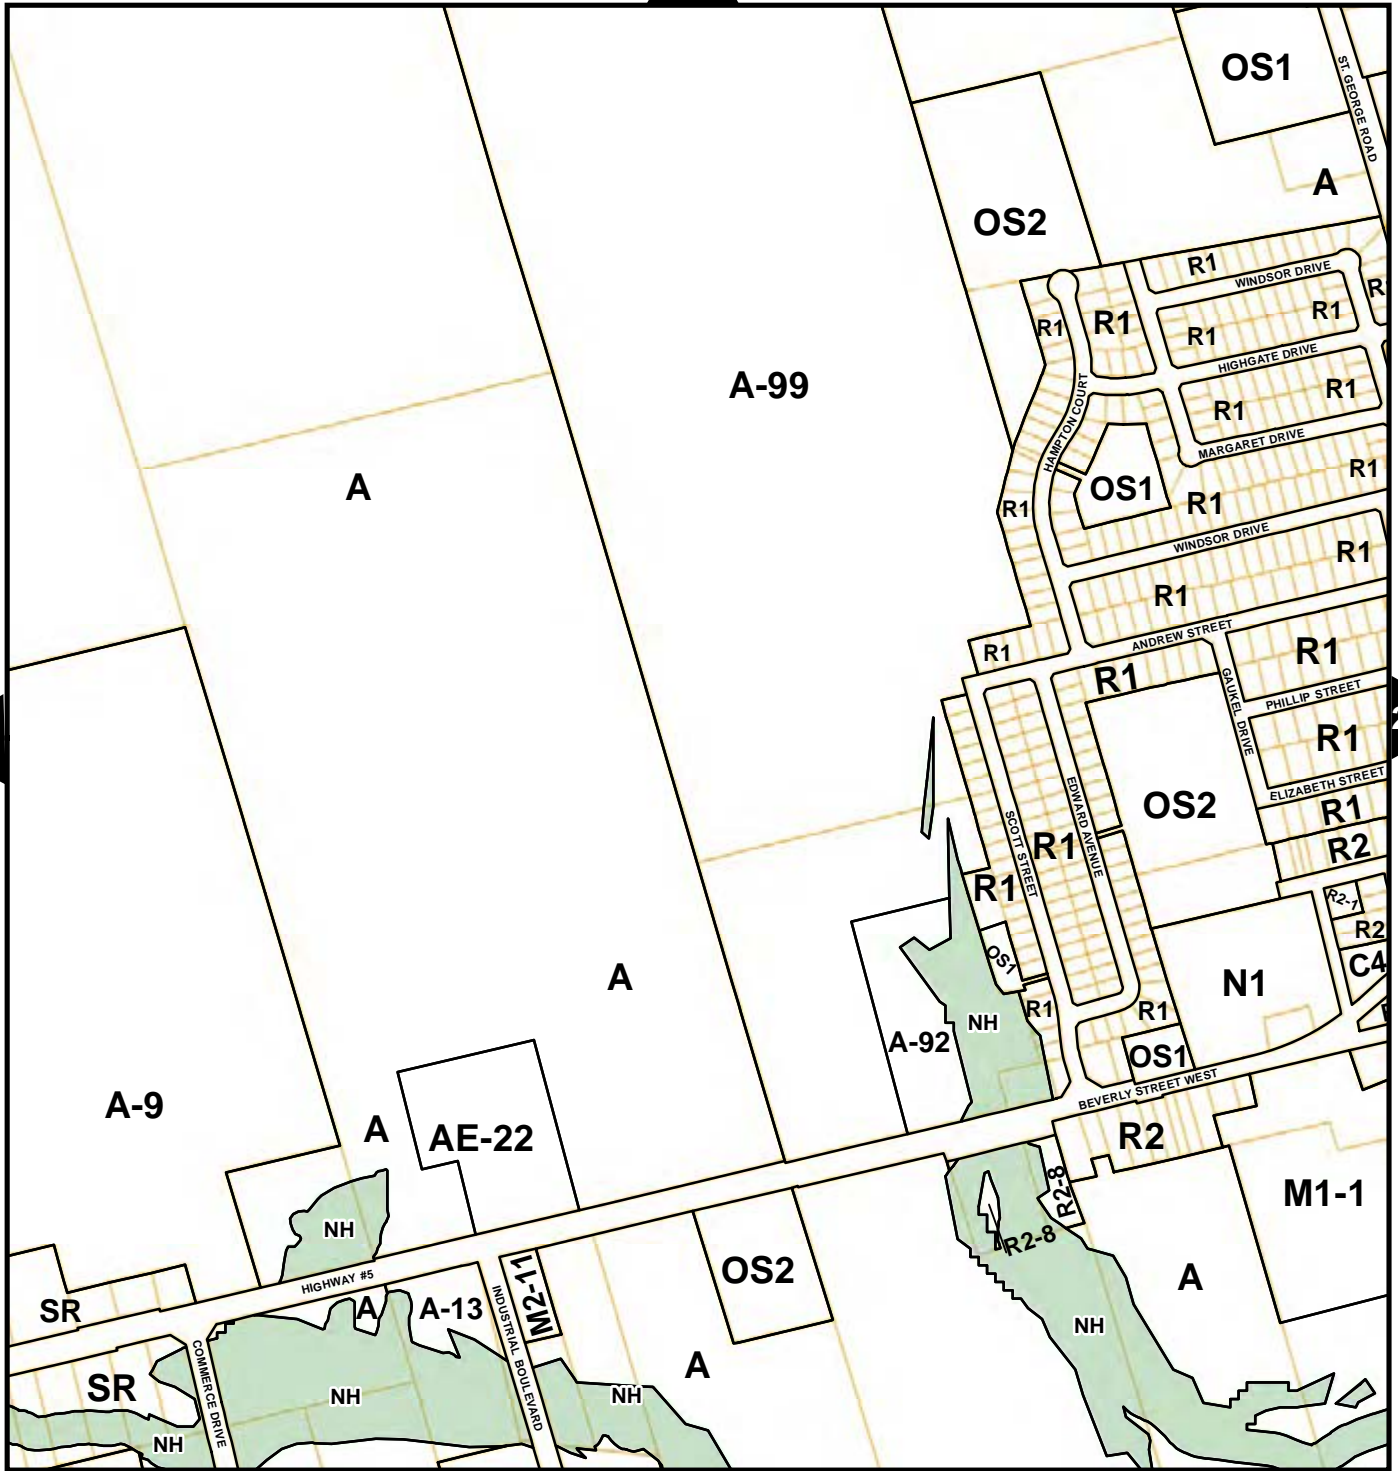 OS1
ST. GEORGE ROAD
A
OS2
R1
WINDSOR DRIVE
R1
R1
R1
R1
R1
HIGHGATE DRIVE
A-99
R1
R1
HAMPTON COURT
MARGARET DRIVE
R1
A
OS1
R1
R1
WINDSOR DRIVE
R1
R1
ANDREW STREET
R1
R1
R1
GAUKEL DRIVE
PHILLIP STREET
R1
ELIZABETH STREET
OS2
R1
EDWARD AVENUE
SCOTT STREET
R1
R2
R1
R2-1
R2
OS1
C4
A
N1
R1
R1
NH
A-92
OS1
BEVERLY STREET WEST
A-9
A
AE-22
R2
R2-8
M1-1
NH
R2-8
OS2
A
HIGHWAY #5
M2-11
SR
A
A-13
INDUSTRIAL BOULEVARD
NH
COMMERCE DRIVE
A
SR
NH
NH
NH